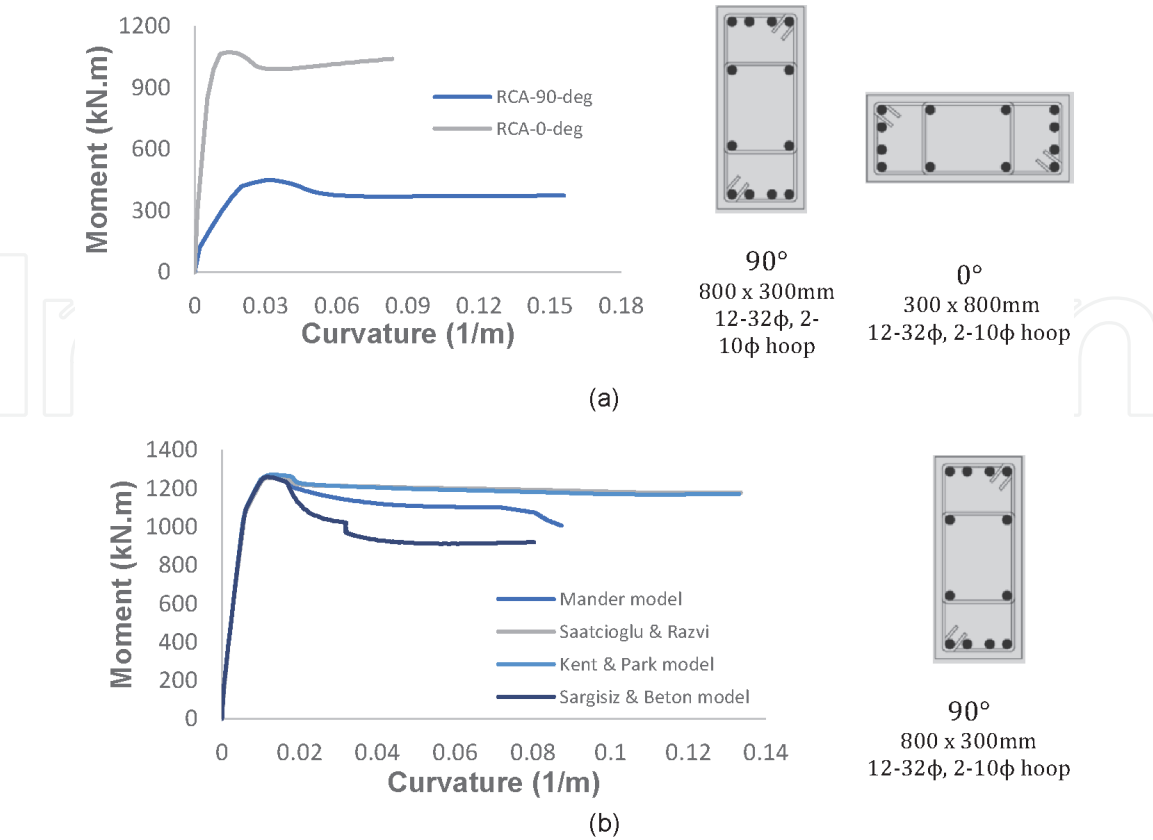 1200
900
600
300
0
Moment (kN.m)
RCA-90-deg
RCA-0-deg
0 0.03 0.06 0.09 0.12 0.15 0.18
Curvature (1/m)
90°
800 x 300mm
12-32ϕ, 2-
10ϕ hoop
0°
300 x 800mm
12-32ϕ, 2-10ϕ hoop
(a)
1400
1200
1000
800
600
400
200
0
Moment (kN.m)
Mander model
Saatcioglu & Razvi
Kent & Park model
Sargisiz & Beton model
0 0.02 0.04 0.06 0.08 0.1 0.12 0.14
Curvature (1/m)
90°
800 x 300mm
12-32ϕ, 2-10ϕ hoop
(b)